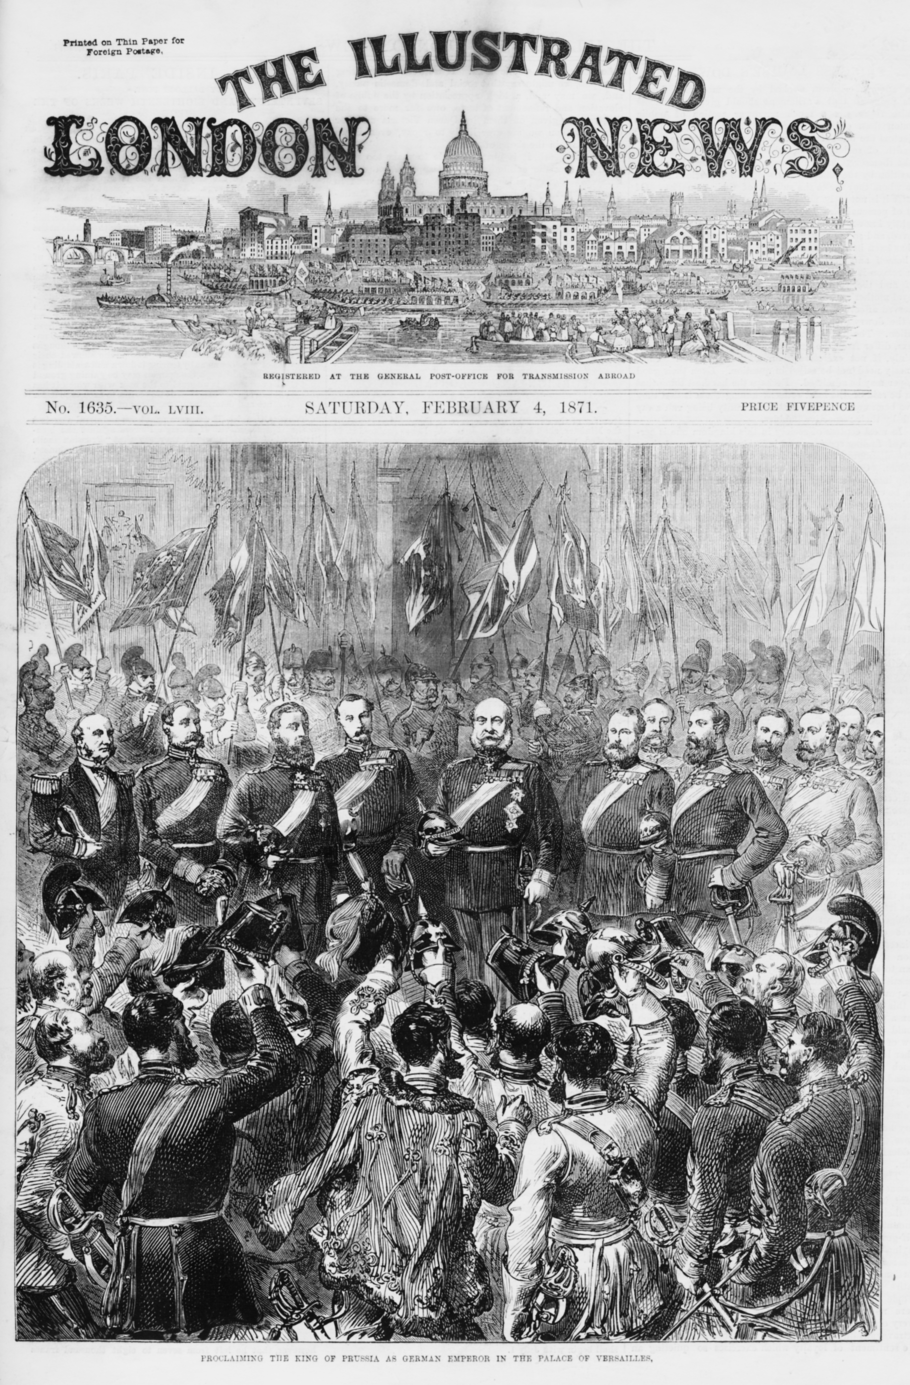 Printed on Thin Paper for
Foreign Postage.
THE ILLUSTRATED
LONDON NEWS.
REGISTERED AT THE GENERAL POST-OFFICE FOR TRANSMISSION ABROAD
No. 1635.—VOL. LVIII.
SATURDAY, FEBRUARY 4, 1871.
PRICE FIVEPENCE
PROCLAIMING THE KING OF PRUSSIA AS GERMAN EMPEROR IN THE PALACE OF VERSAILLES,